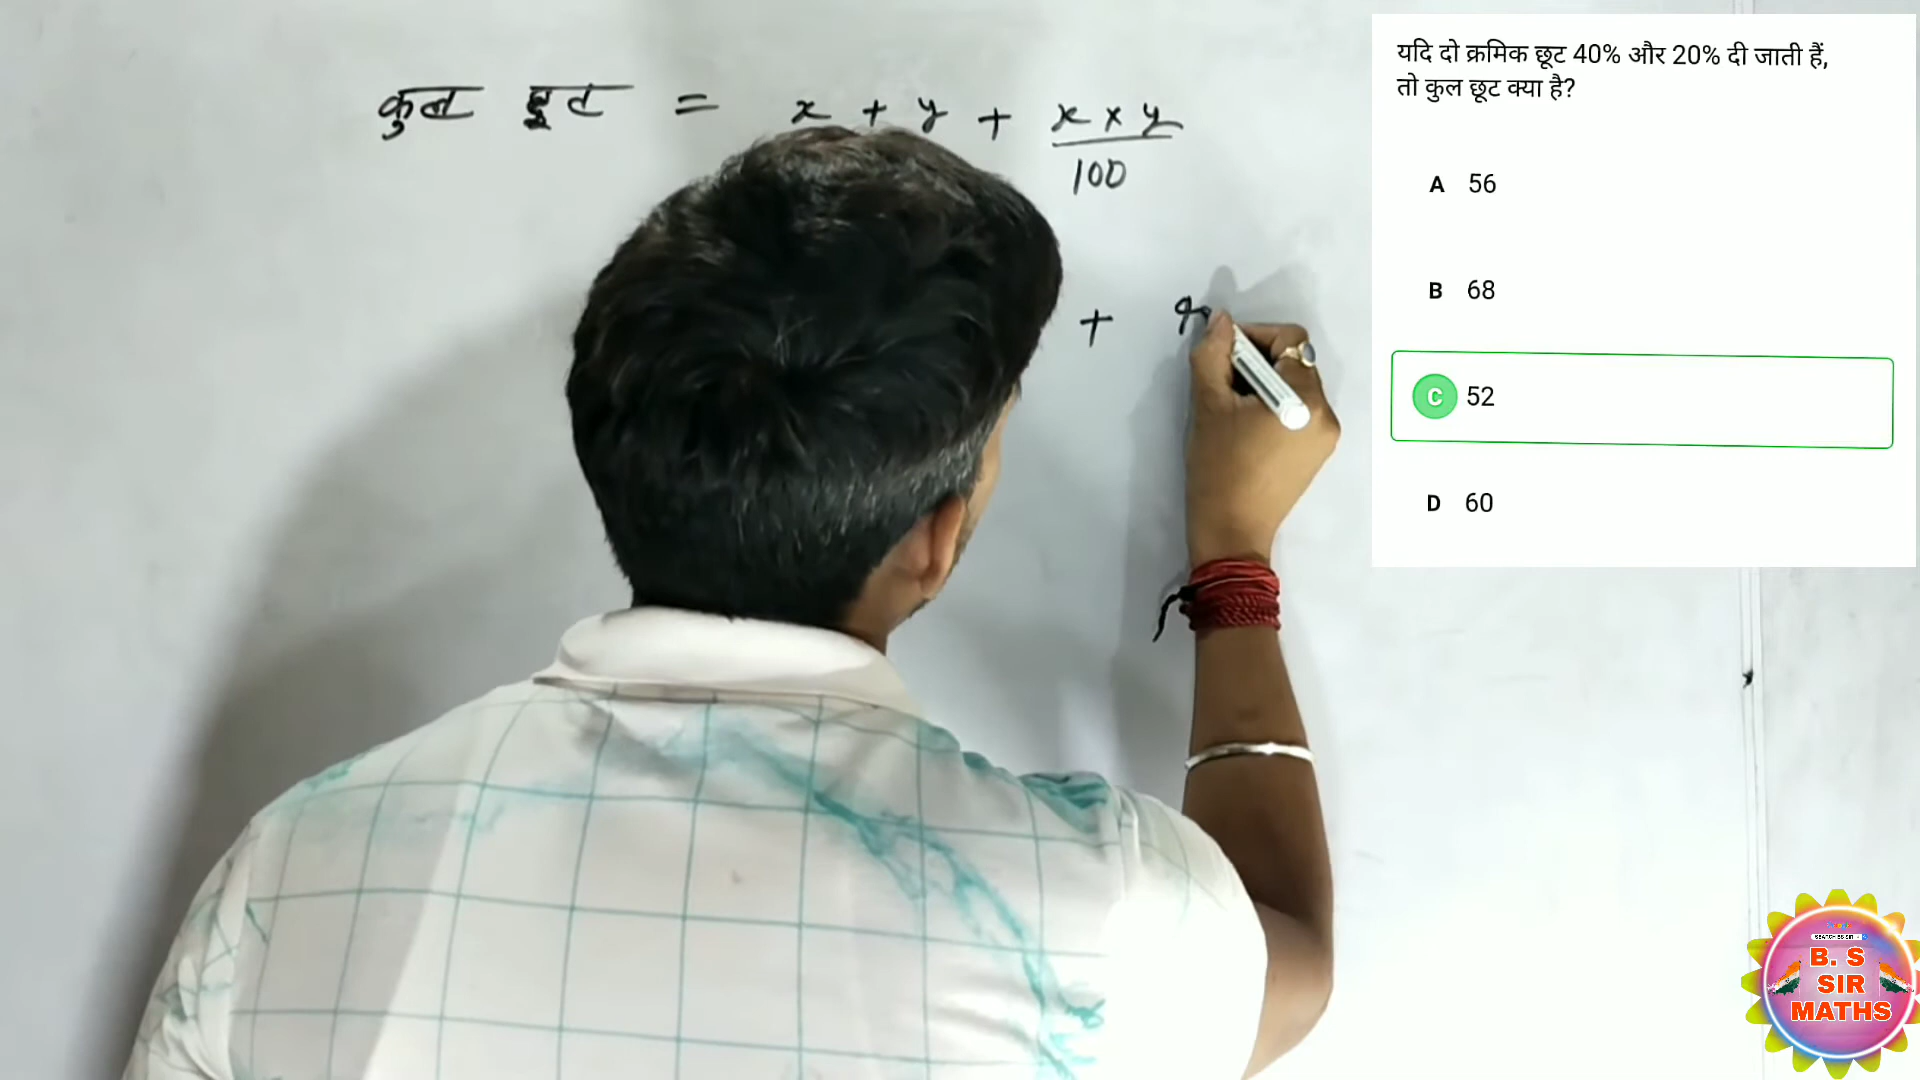 कुल छूट = x + y + x × y / 100
+
यदि दो क्रमिक छूट 40% और 20% दी जाती हैं,
तो कुल छूट क्या है?
A 56
B 68
C 52
D 60
B. S
SIR
MATHS